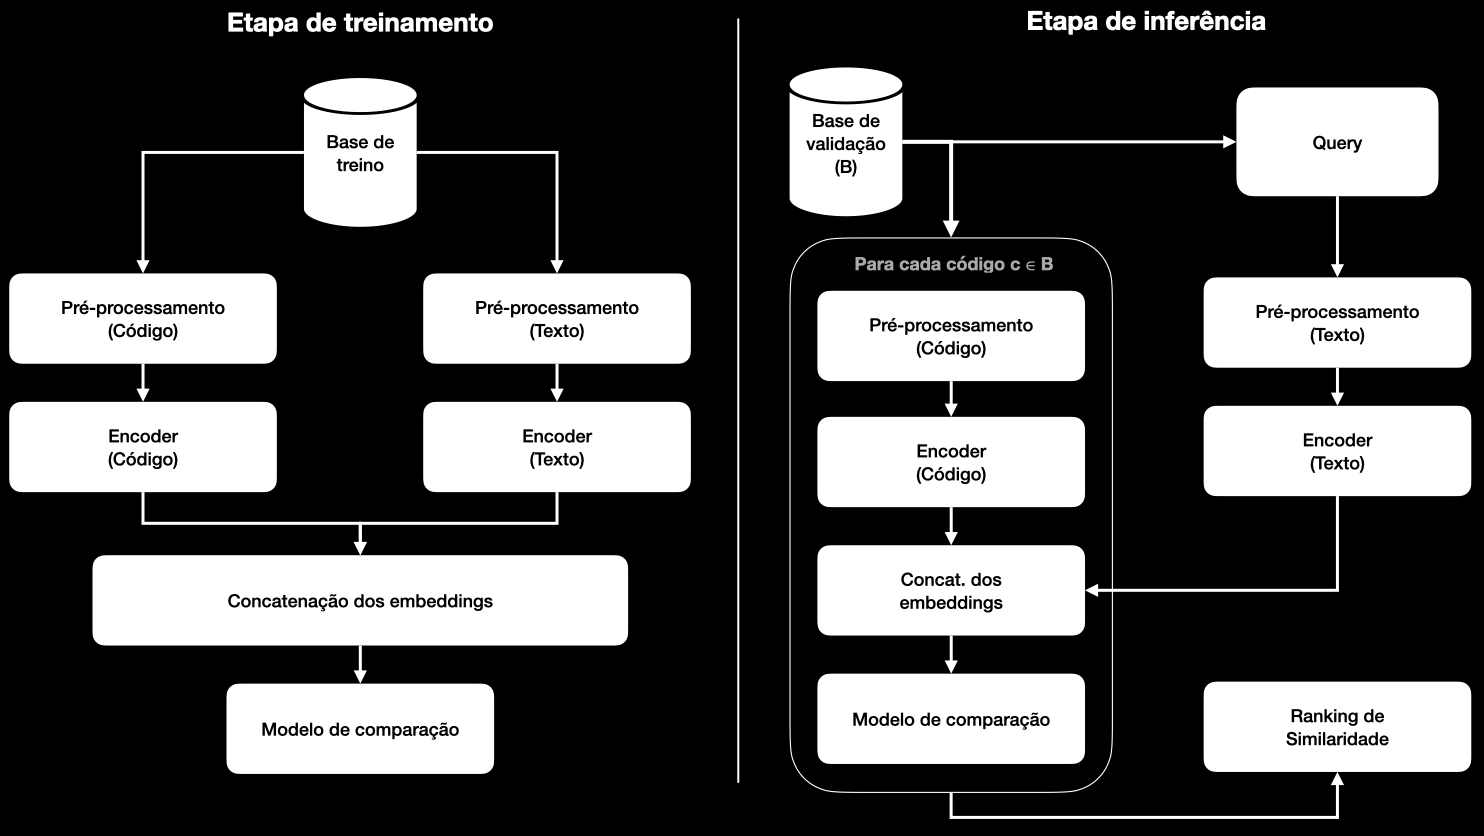 Etapa de treinamento
Base de
treino
Pré-processamento
(Código)
Pré-processamento
(Texto)
Encoder
(Código)
Encoder
(Texto)
Concatenação dos embeddings
Modelo de comparação
Etapa de inferência
Base de
validação
(B)
Query
Para cada código c ∈ B
Pré-processamento
(Código)
Encoder
(Código)
Concat. dos
embeddings
Modelo de comparação
Pré-processamento
(Texto)
Encoder
(Texto)
Ranking de
Similaridade